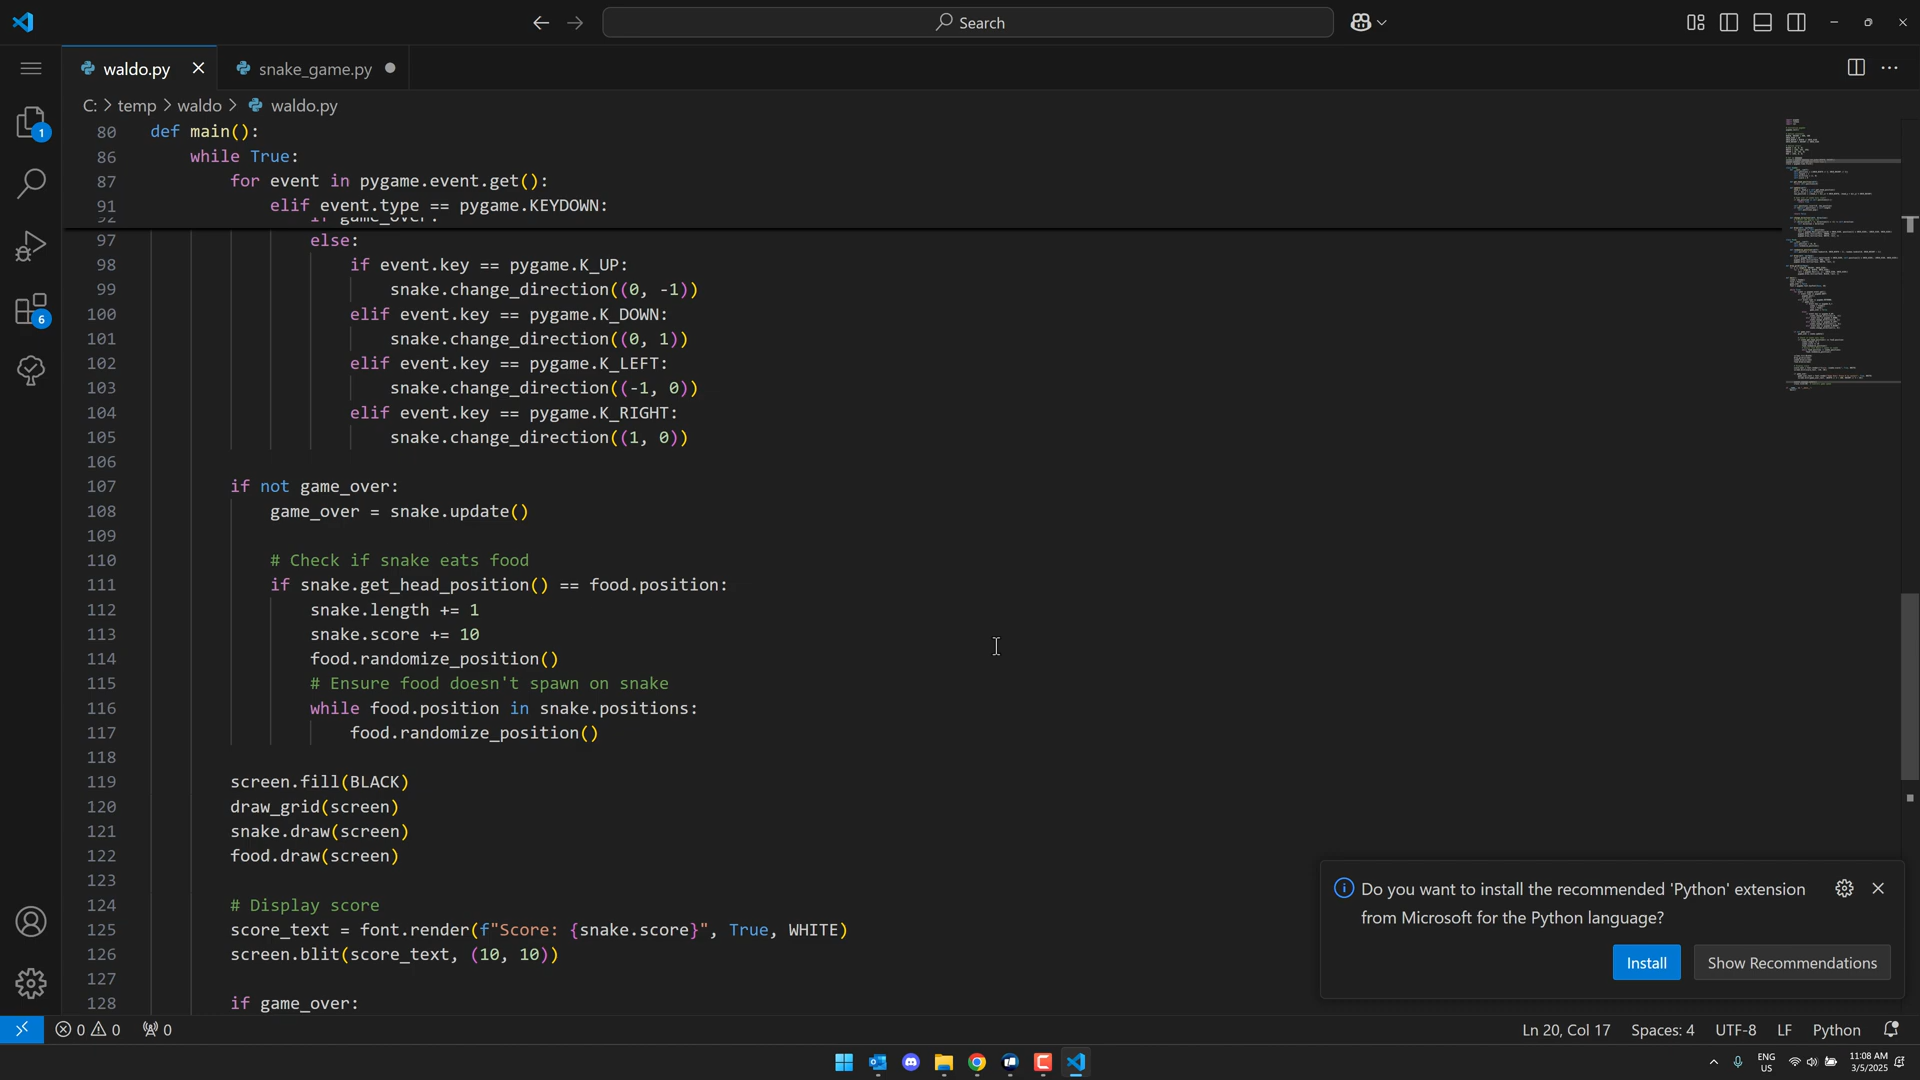 Search
waldo.py
snake_game.py
C: > temp > waldo > waldo.py
80 def main():
86 while True:
87 for event in pygame.event.get():
91 elif event.type == pygame.KEYDOWN:
92 if game_over:
97 else:
98 if event.key == pygame.K_UP:
99 snake.change_direction((0, -1))
100 elif event.key == pygame.K_DOWN:
101 snake.change_direction((0, 1))
102 elif event.key == pygame.K_LEFT:
103 snake.change_direction((-1, 0))
104 elif event.key == pygame.K_RIGHT:
105 snake.change_direction((1, 0))
106
107 if not game_over:
108 game_over = snake.update()
109
110 # Check if snake eats food
111 if snake.get_head_position() == food.position:
112 snake.length += 1
113 snake.score += 10
114 food.randomize_position()
115 # Ensure food doesn't spawn on snake
116 while food.position in snake.positions:
117 food.randomize_position()
118
119 screen.fill(BLACK)
120 draw_grid(screen)
121 snake.draw(screen)
122 food.draw(screen)
123
124 # Display score
125 score_text = font.render(f"Score: {snake.score}", True, WHITE)
126 screen.blit(score_text, (10, 10))
127
128 if game_over:
1
6
Do you want to install the recommended 'Python' extension
from Microsoft for the Python language?
Install
Show Recommendations
0 0 0
Ln 20, Col 17
Spaces: 4
UTF-8
LF
Python
ENG
US
11:08 AM
3/5/2025